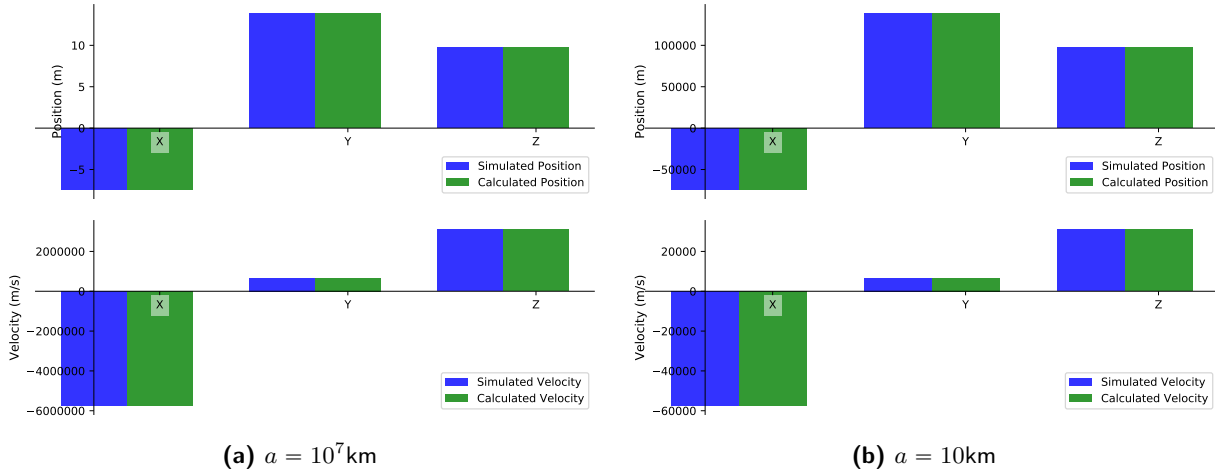 Position (m)
10
5
0
−5
X
Y
Z
Simulated Position
Calculated Position
Velocity (m/s)
2000000
0
−2000000
−4000000
−6000000
X
Y
Z
Simulated Velocity
Calculated Velocity
(a) a = 10⁷km
Position (m)
100000
50000
0
−50000
X
Y
Z
Simulated Position
Calculated Position
Velocity (m/s)
20000
0
−20000
−40000
−60000
X
Y
Z
Simulated Velocity
Calculated Velocity
(b) a = 10km